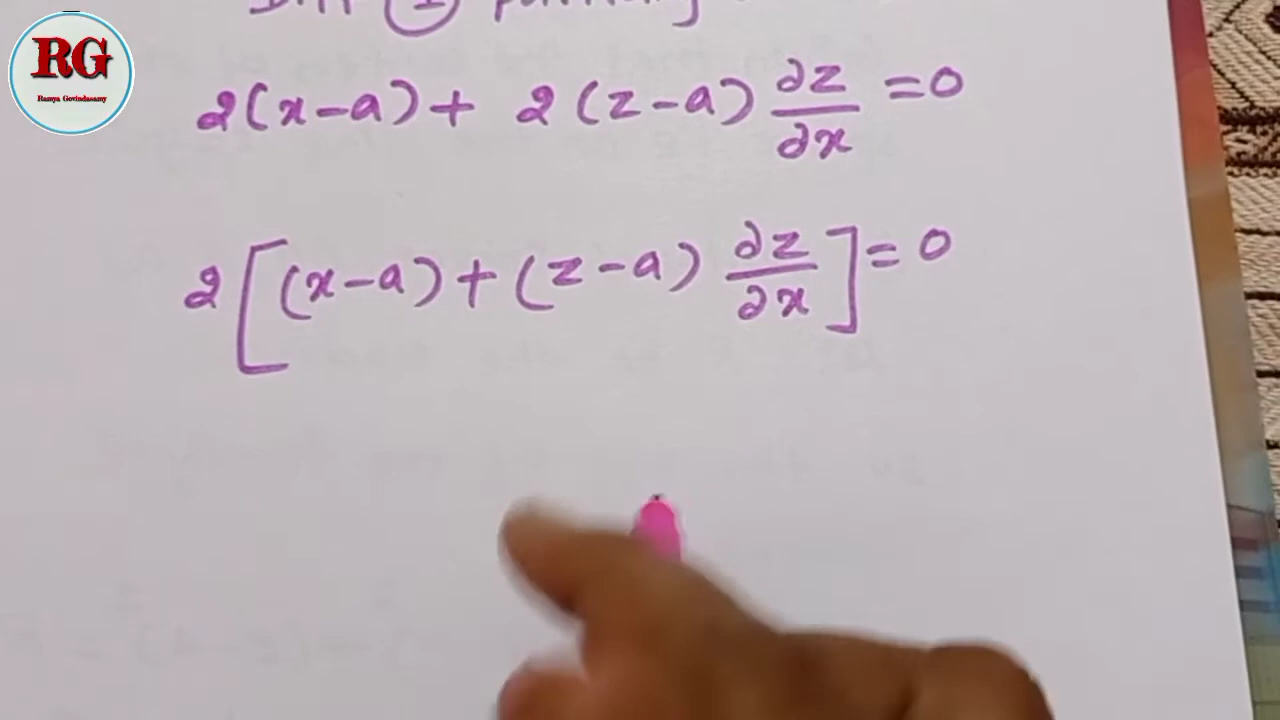 RG
Ramya Govindasamy
2(x-a) + 2(z-a) ∂z/∂x = 0
2[(x-a) + (z-a) ∂z/∂x] = 0